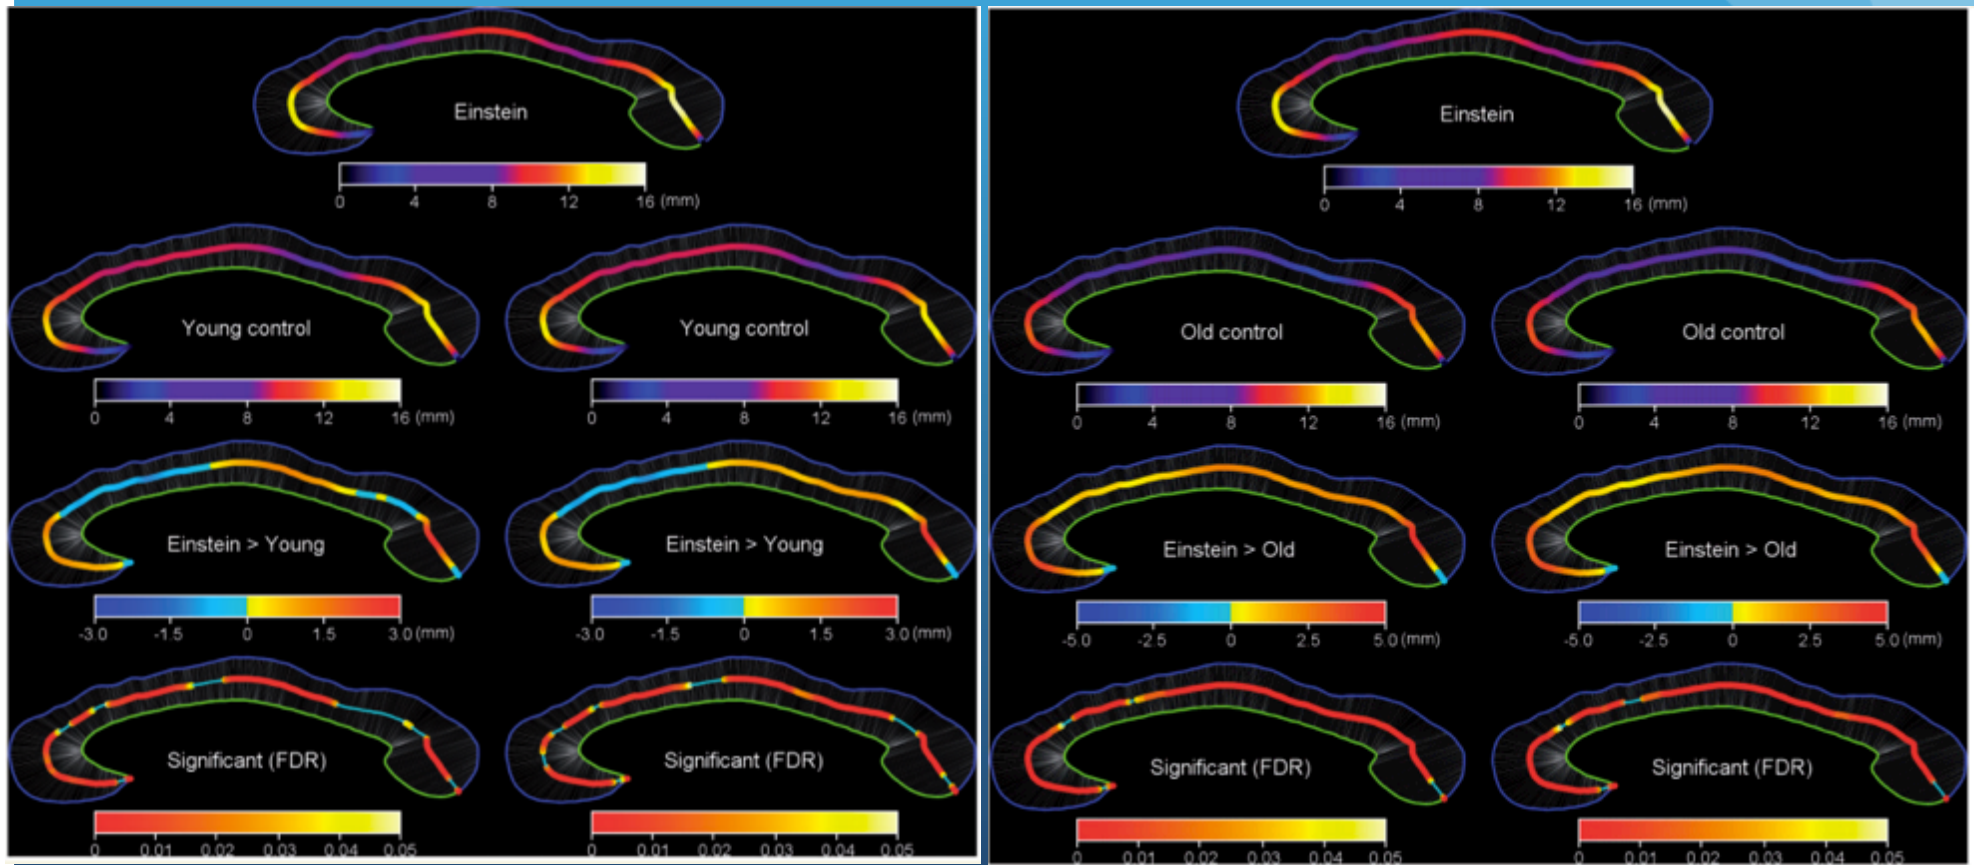 Einstein
0 4 8 12 16 (mm)
Young control
0 4 8 12 16 (mm)
Young control
0 4 8 12 16 (mm)
Einstein > Young
-3.0 -1.5 0 1.5 3.0 (mm)
Einstein > Young
-3.0 -1.5 0 1.5 3.0 (mm)
Significant (FDR)
0 0.01 0.02 0.03 0.04 0.05
Significant (FDR)
0 0.01 0.02 0.03 0.04 0.05
Einstein
0 4 8 12 16 (mm)
Old control
0 4 8 12 16 (mm)
Old control
0 4 8 12 16 (mm)
Einstein > Old
-5.0 -2.5 0 2.5 5.0 (mm)
Einstein > Old
-5.0 -2.5 0 2.5 5.0 (mm)
Significant (FDR)
0 0.01 0.02 0.03 0.04 0.05
Significant (FDR)
0 0.01 0.02 0.03 0.04 0.05